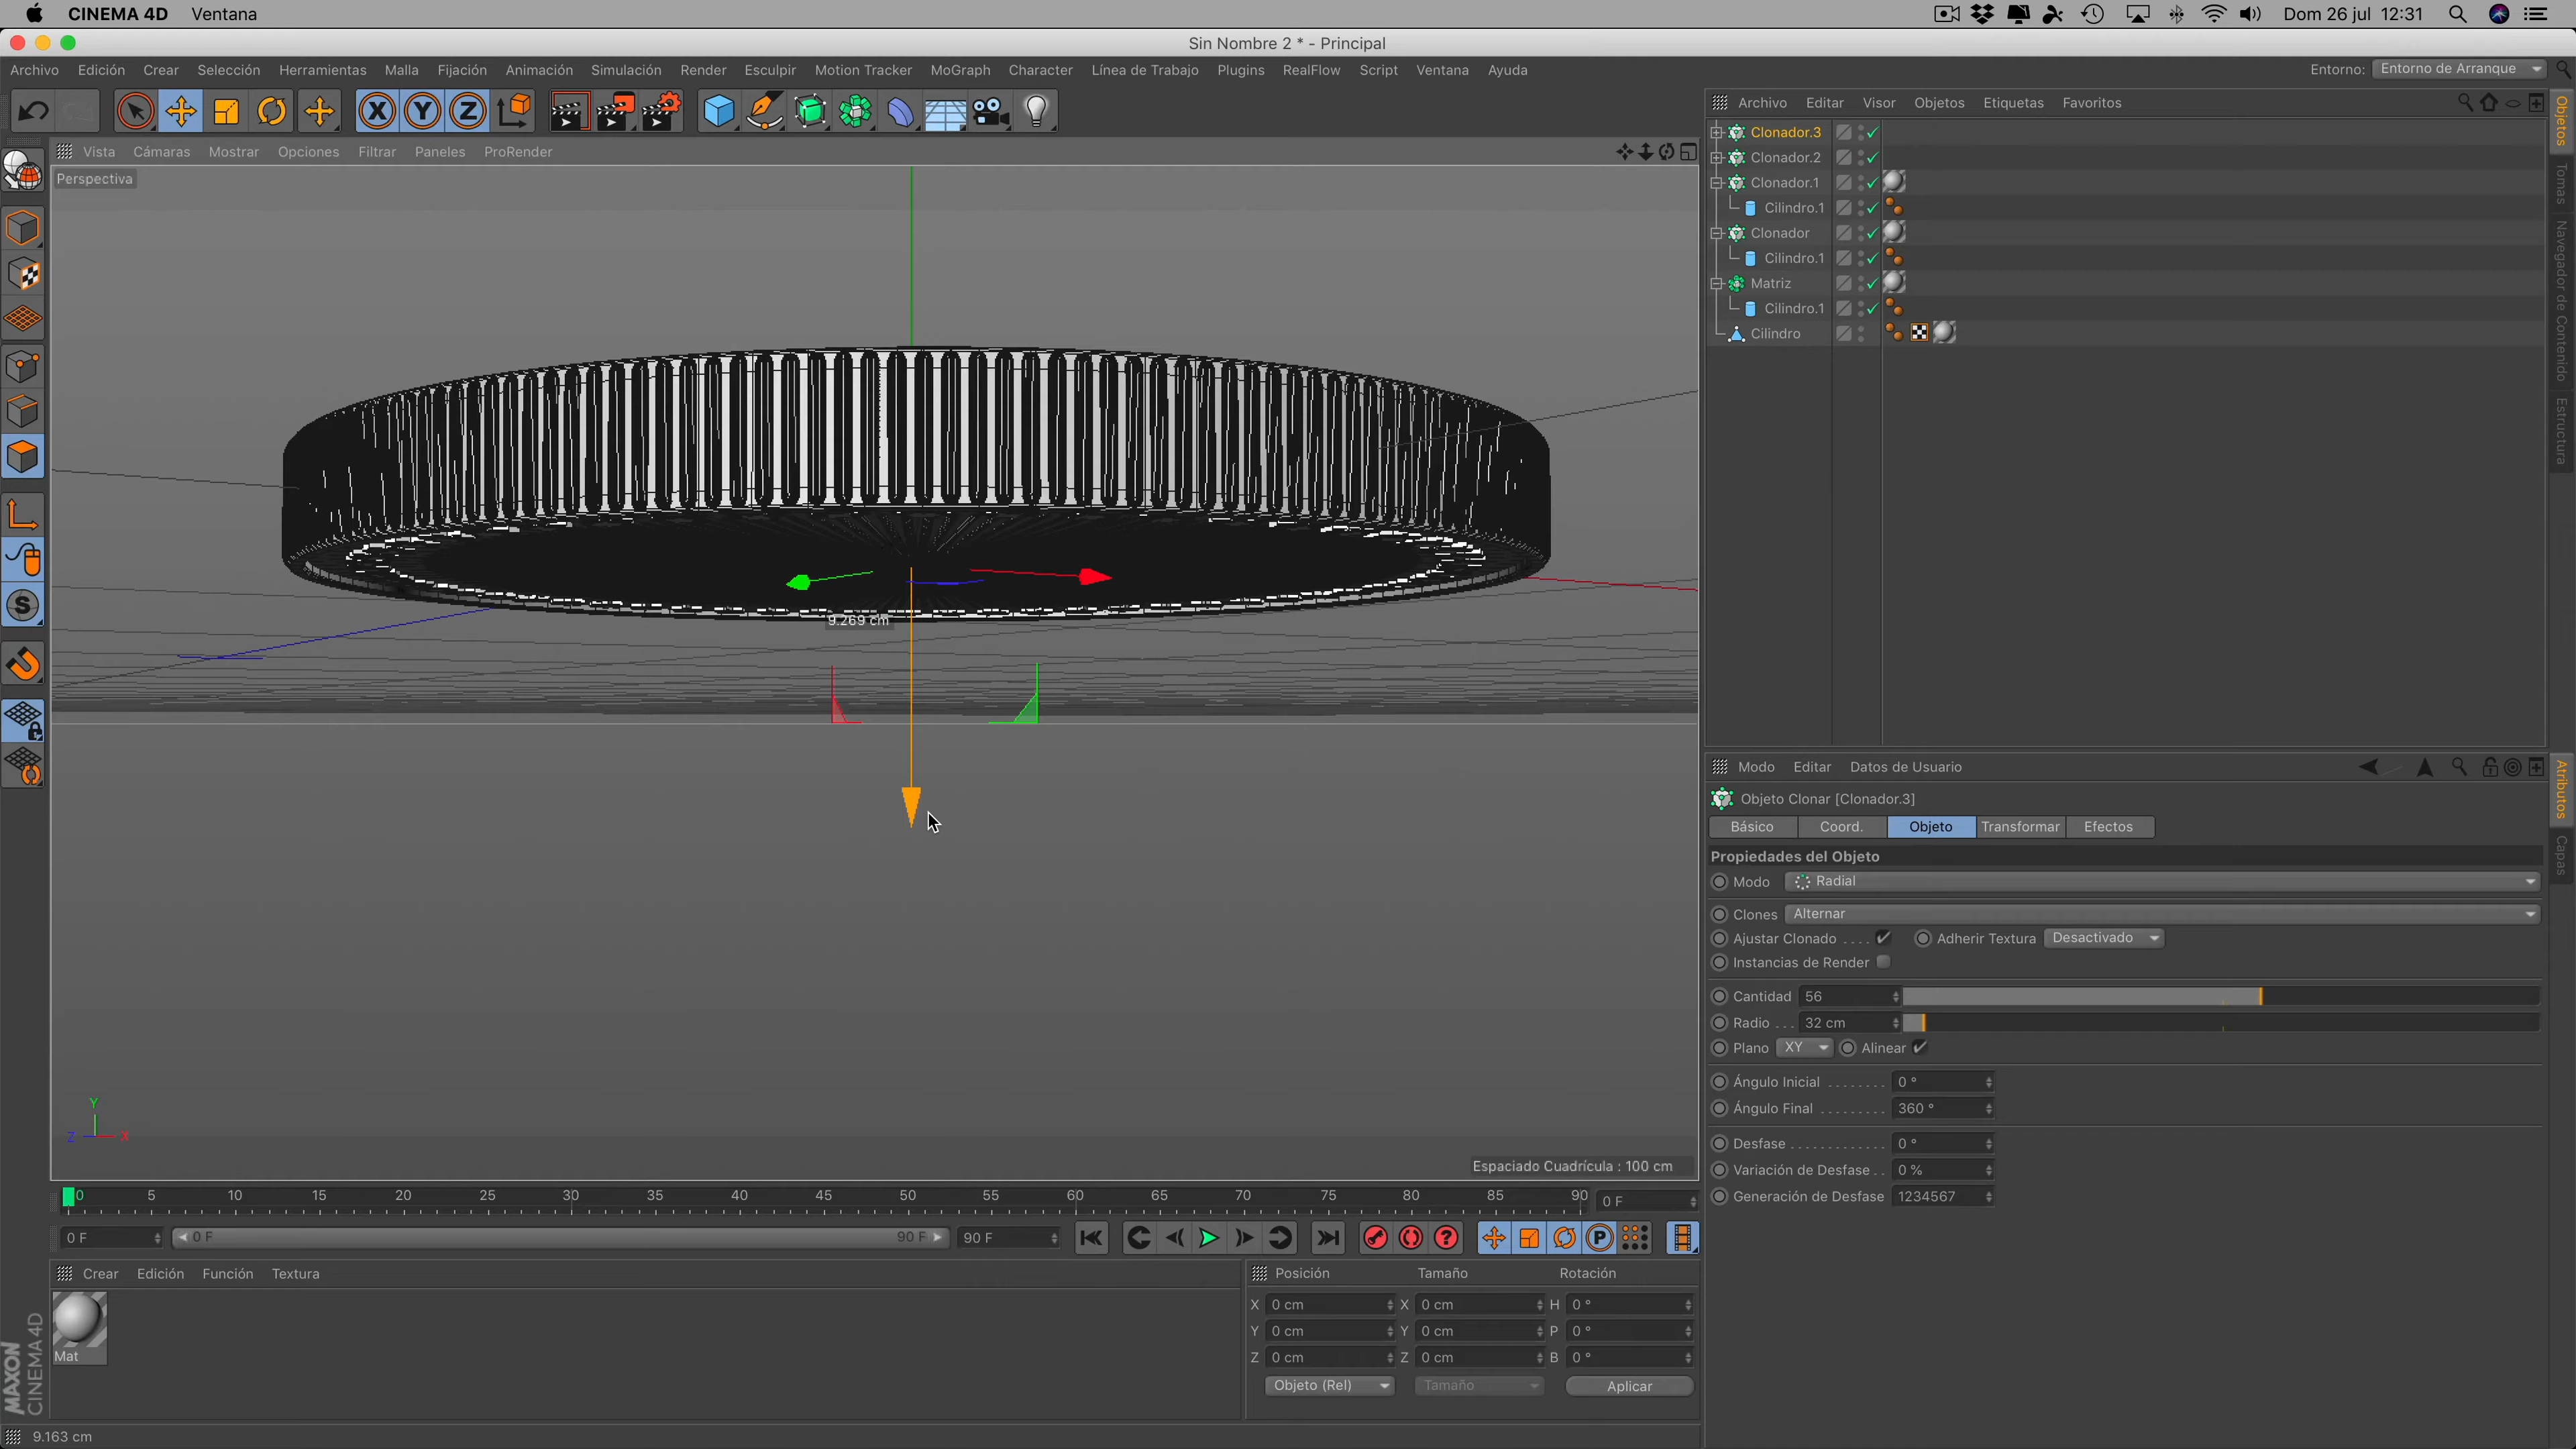 CINEMA 4D Ventana Dom 26 jul 12:31
Sin Nombre 2 * - Principal
Archivo Edición Crear Selección Herramientas Malla Fijación Animación Simulación Render Esculpir Motion Tracker MoGraph Character Línea de Trabajo Plugins RealFlow Script Ventana Ayuda Entorno: Entorno de Arranque
X Y Z
Archivo Editar Visor Objetos Etiquetas Favoritos
Vista Cámaras Mostrar Opciones Filtrar Paneles ProRender
Perspectiva
Clonador.3
Clonador.2
Clonador.1
Cilindro.1
Clonador
Cilindro.1
Matriz
Cilindro.1
Cilindro
Objetos
Tomas
Navegador de Contenido
Estructura
9.269 cm
Y
Z X
Espaciado Cuadrícula : 100 cm
Modo Editar Datos de Usuario
Objeto Clonar [Clonador.3]
Básico Coord. Objeto Transformar Efectos
Propiedades del Objeto
Modo Radial
Clones Alternar
Ajustar Clonado . . . . Adherir Textura Desactivado
Instancias de Render
Cantidad 56
Radio . . . 32 cm
Plano XY Alinear
Ángulo Inicial . . . . . . . . 0 °
Ángulo Final . . . . . . . . . 360 °
Desfase . . . . . . . . . . . . . 0 °
Variación de Desfase . . 0 %
Generación de Desfase 1234567
Atributos
Capas
0 5 10 15 20 25 30 35 40 45 50 55 60 65 70 75 80 85 90 0 F
0 F 0 F 90 F 90 F
Crear Edición Función Textura
Mat
Posición Tamaño Rotación
X 0 cm X 0 cm H 0 °
Y 0 cm Y 0 cm P 0 °
Z 0 cm Z 0 cm B 0 °
Objeto (Rel) Tamaño Aplicar
MAXON
CINEMA 4D
9.163 cm